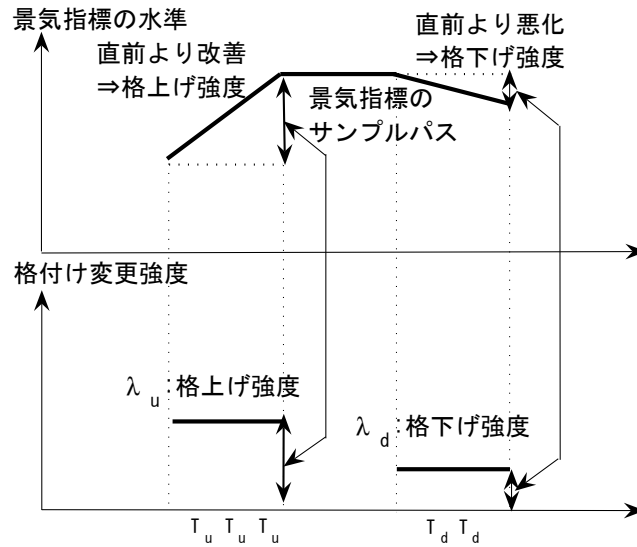 景気指標の水準
直前より改善
⇒格上げ強度
直前より悪化
⇒格下げ強度
景気指標の
サンプルパス
格付け変更強度
λu:格上げ強度
λd:格下げ強度
Tu Tu Tu
Td Td